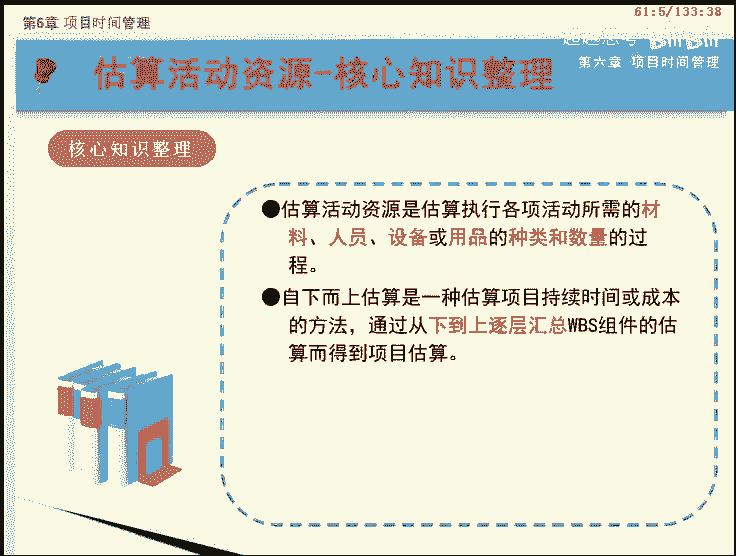 第6章 项目时间管理
61:5/133:38
第六章 项目时间管理
估算活动资源-核心知识整理
核心知识整理
●估算活动资源是估算执行各项活动所需的材
料、人员、设备或用品的种类和数量的过
程。
●自下而上估算是一种估算项目持续时间或成本
的方法，通过从下到上逐层汇总WBS组件的估
算而得到项目估算。